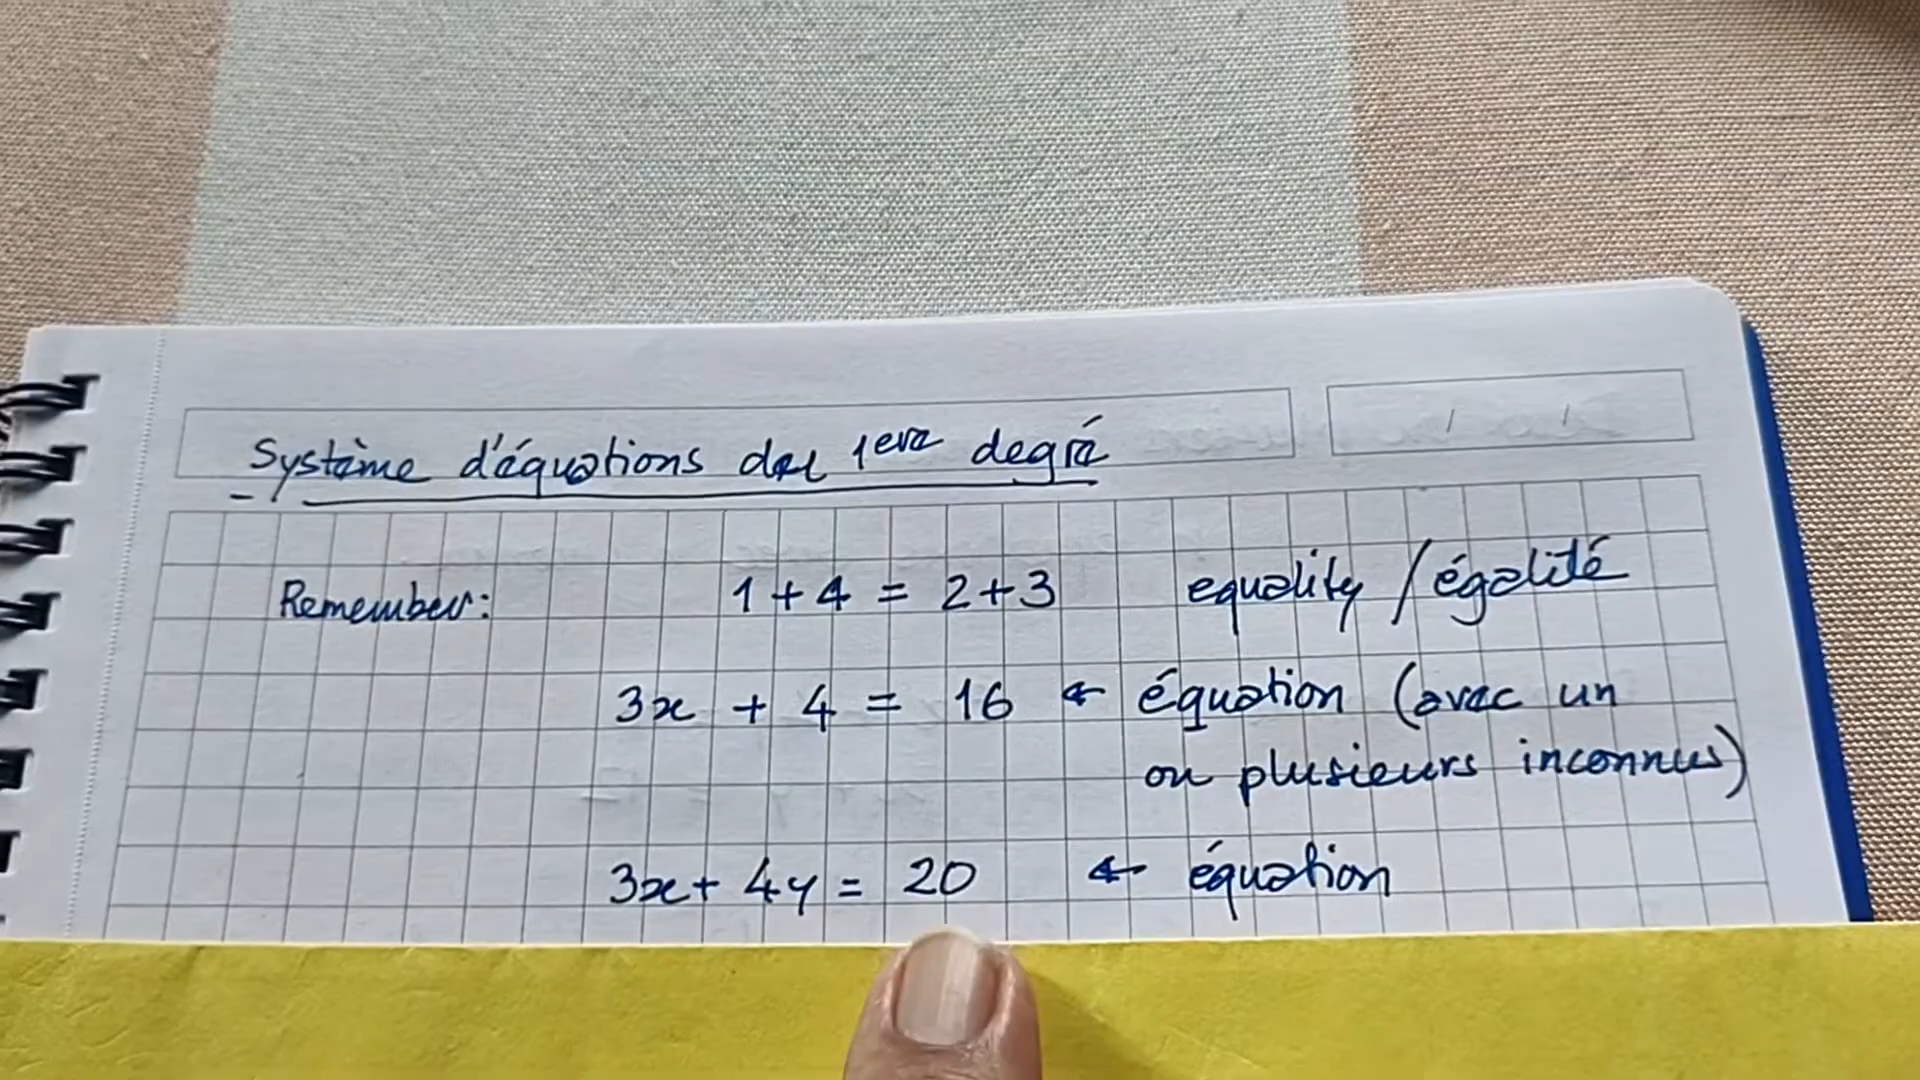 Système d'équations du 1er degré
Remember: 1 + 4 = 2 + 3 equality / égalité
3x + 4 = 16 ← équation (avec un
ou plusieurs inconnus)
3x + 4y = 20 ← équation